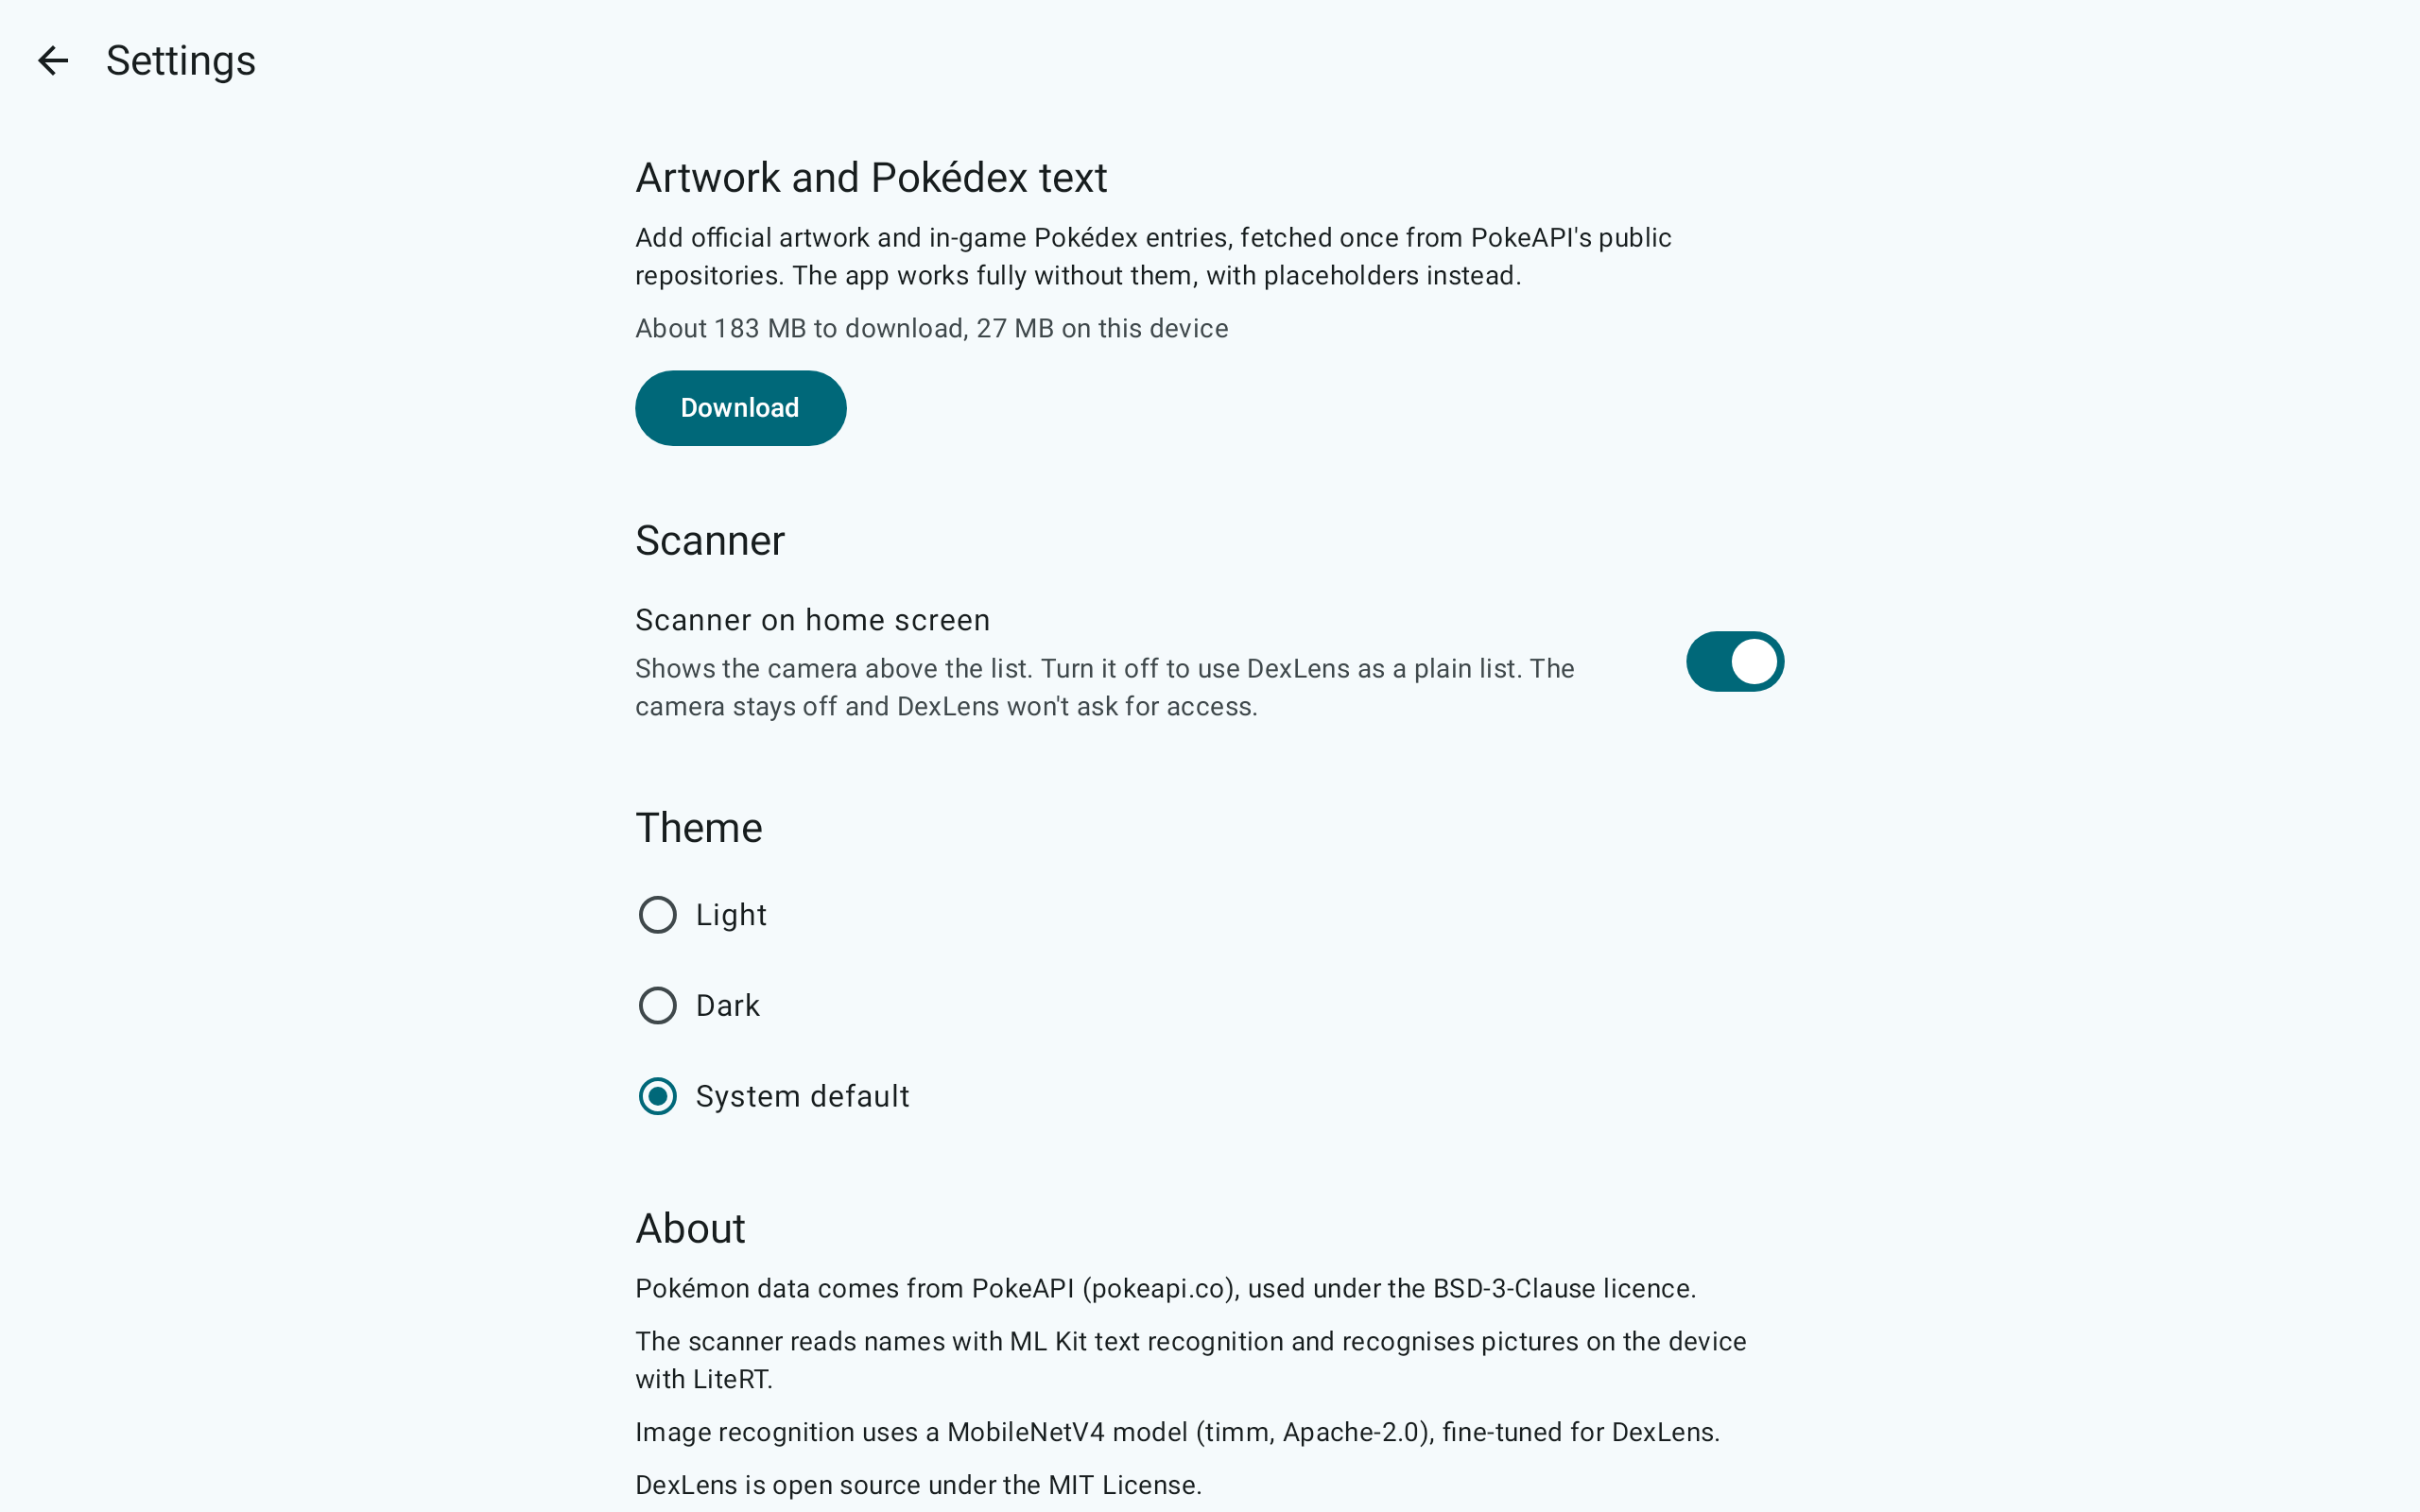 Settings
Artwork and Pokédex text
Add official artwork and in-game Pokédex entries, fetched once from PokeAPI's public
repositories. The app works fully without them, with placeholders instead.
About 183 MB to download, 27 MB on this device
Download
Scanner
Scanner on home screen
Shows the camera above the list. Turn it off to use DexLens as a plain list. The
camera stays off and DexLens won't ask for access.
Theme
Light
Dark
System default
About
Pokémon data comes from PokeAPI (pokeapi.co), used under the BSD-3-Clause licence.
The scanner reads names with ML Kit text recognition and recognises pictures on the device
with LiteRT.
Image recognition uses a MobileNetV4 model (timm, Apache-2.0), fine-tuned for DexLens.
DexLens is open source under the MIT License.